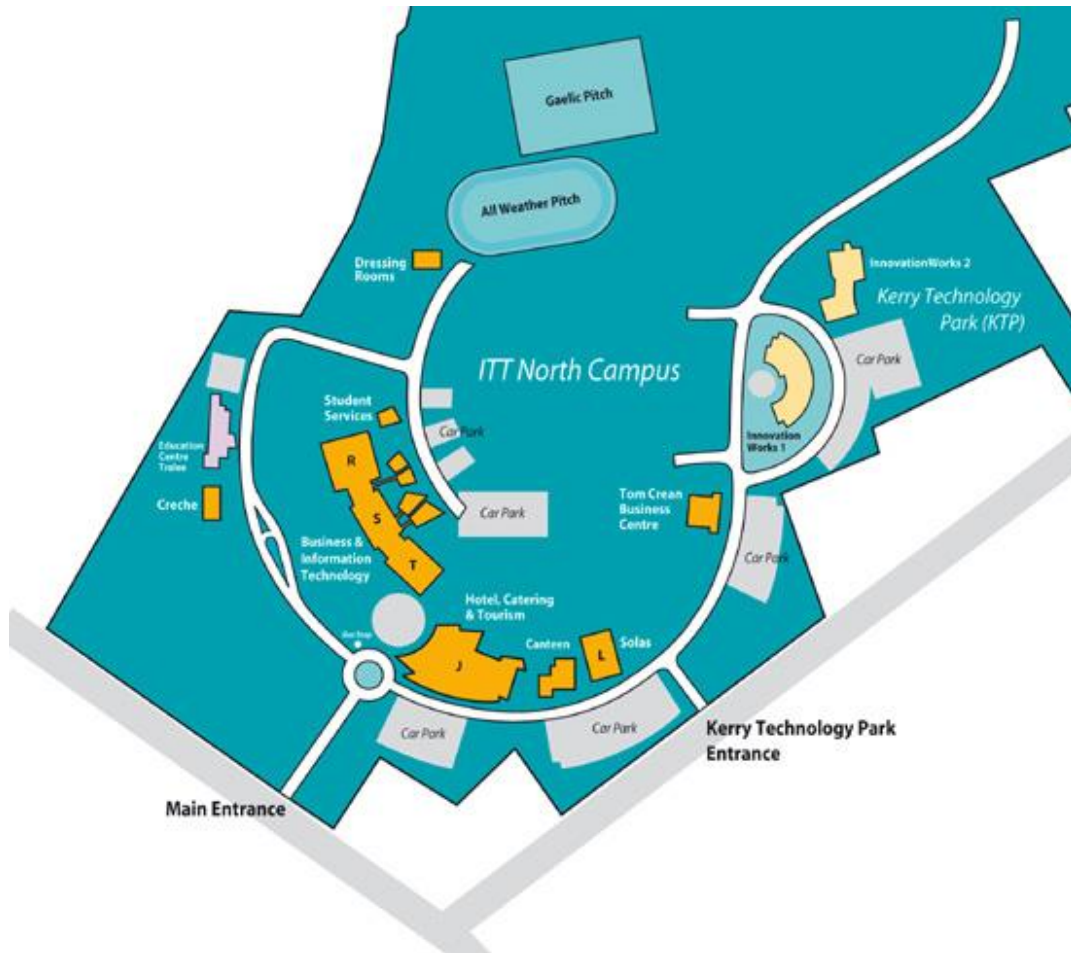 Gaelic Pitch
All Weather Pitch
Dressing
Rooms
InnovationWorks 2
Kerry Technology
Park (KTP)
Car Park
ITT North Campus
Innovation
Works 1
Student
Services
Car Park
Education
Centre
Tralee
Creche
R
S
T
Business &
Information
Technology
Car Park
Tom Crean
Business
Centre
Car Park
Hotel, Catering
& Tourism
Bus Stop
J
Canteen
L
Solas
Car Park
Car Park
Kerry Technology Park
Entrance
Main Entrance